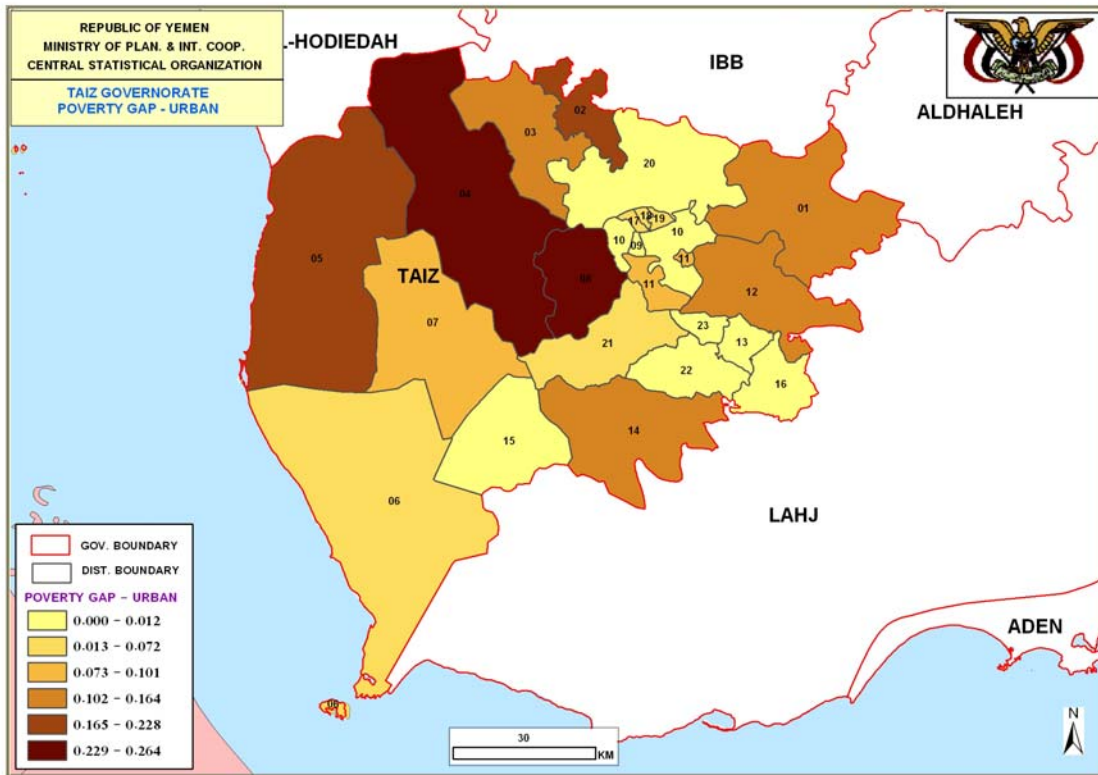 REPUBLIC OF YEMEN
MINISTRY OF PLAN. & INT. COOP.
CENTRAL STATISTICAL ORGANIZATION
TAIZ GOVERNORATE
POVERTY GAP - URBAN
L-HODIEDAH
IBB
ALDHALEH
02
03
20
04
01
18
17
19
10
10
09
05
11
08
11
12
TAIZ
07
23
13
21
22
16
15
14
06
LAHJ
ADEN
06
GOV. BOUNDARY
DIST. BOUNDARY
POVERTY GAP – URBAN
0.000 – 0.012
0.013 – 0.072
0.073 – 0.101
0.102 – 0.164
0.165 – 0.228
0.229 – 0.264
30
KM
N